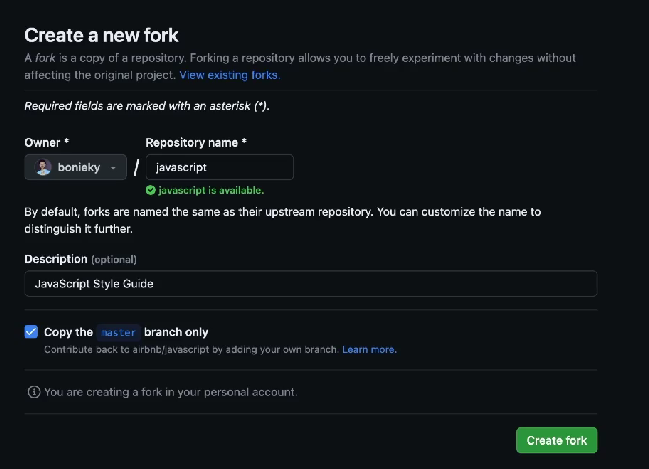 Create a new fork
A fork is a copy of a repository. Forking a repository allows you to freely experiment with changes without
affecting the original project. View existing forks.
Required fields are marked with an asterisk (*).
Owner *
Repository name *
bonieky
/
javascript
javascript is available.
By default, forks are named the same as their upstream repository. You can customize the name to
distinguish it further.
Description (optional)
JavaScript Style Guide
Copy the master branch only
Contribute back to airbnb/javascript by adding your own branch. Learn more.
You are creating a fork in your personal account.
Create fork